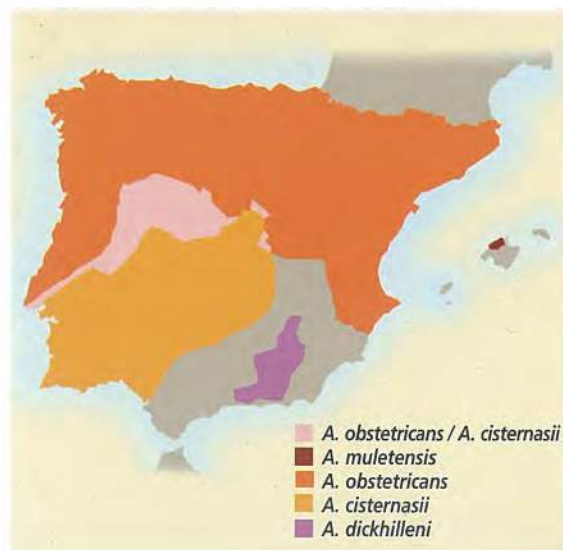 A. obstetricans / A. cisternasii
A. muletensis
A. obstetricans
A. cisternasii
A. dickhilleni